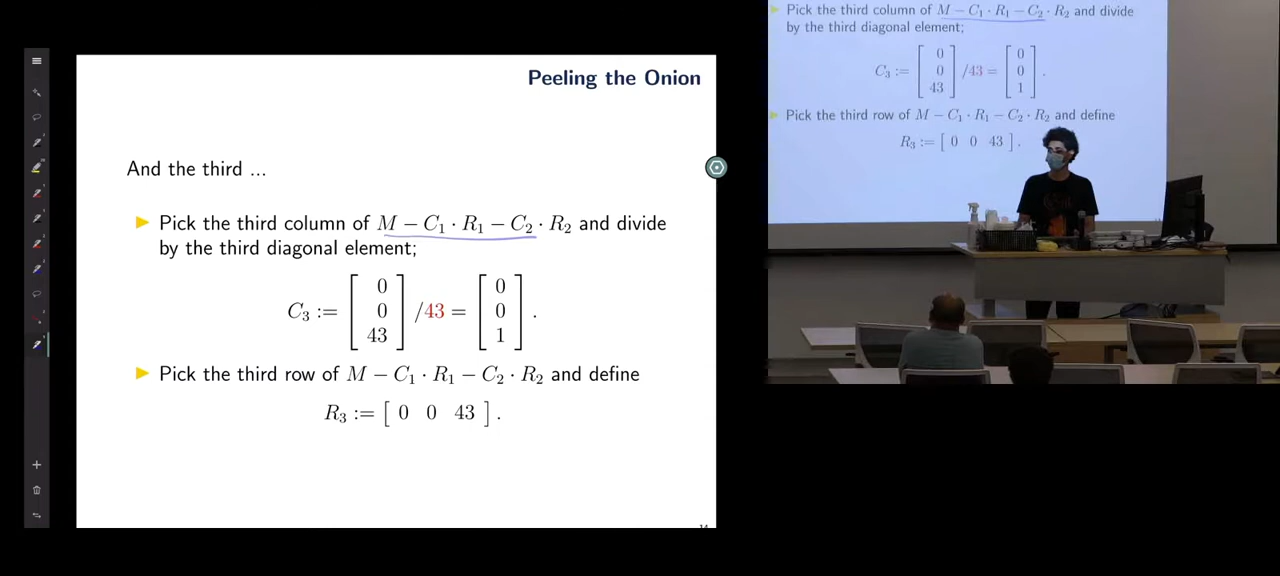 Peeling the Onion
And the third ...
▶ Pick the third column of M − C₁ · R₁ − C₂ · R₂ and divide
by the third diagonal element;
C₃ := [ 0 0 43 ] /43 = [ 0 0 1 ] .
▶ Pick the third row of M − C₁ · R₁ − C₂ · R₂ and define
R₃ := [ 0 0 43 ] .
Pick the third column of M − C₁ · R₁ − C₂ · R₂ and divide
by the third diagonal element;
C₃ := [ 0 0 43 ] /43 = [ 0 0 1 ] .
Pick the third row of M − C₁ · R₁ − C₂ · R₂ and define
R₃ := [ 0 0 43 ] .